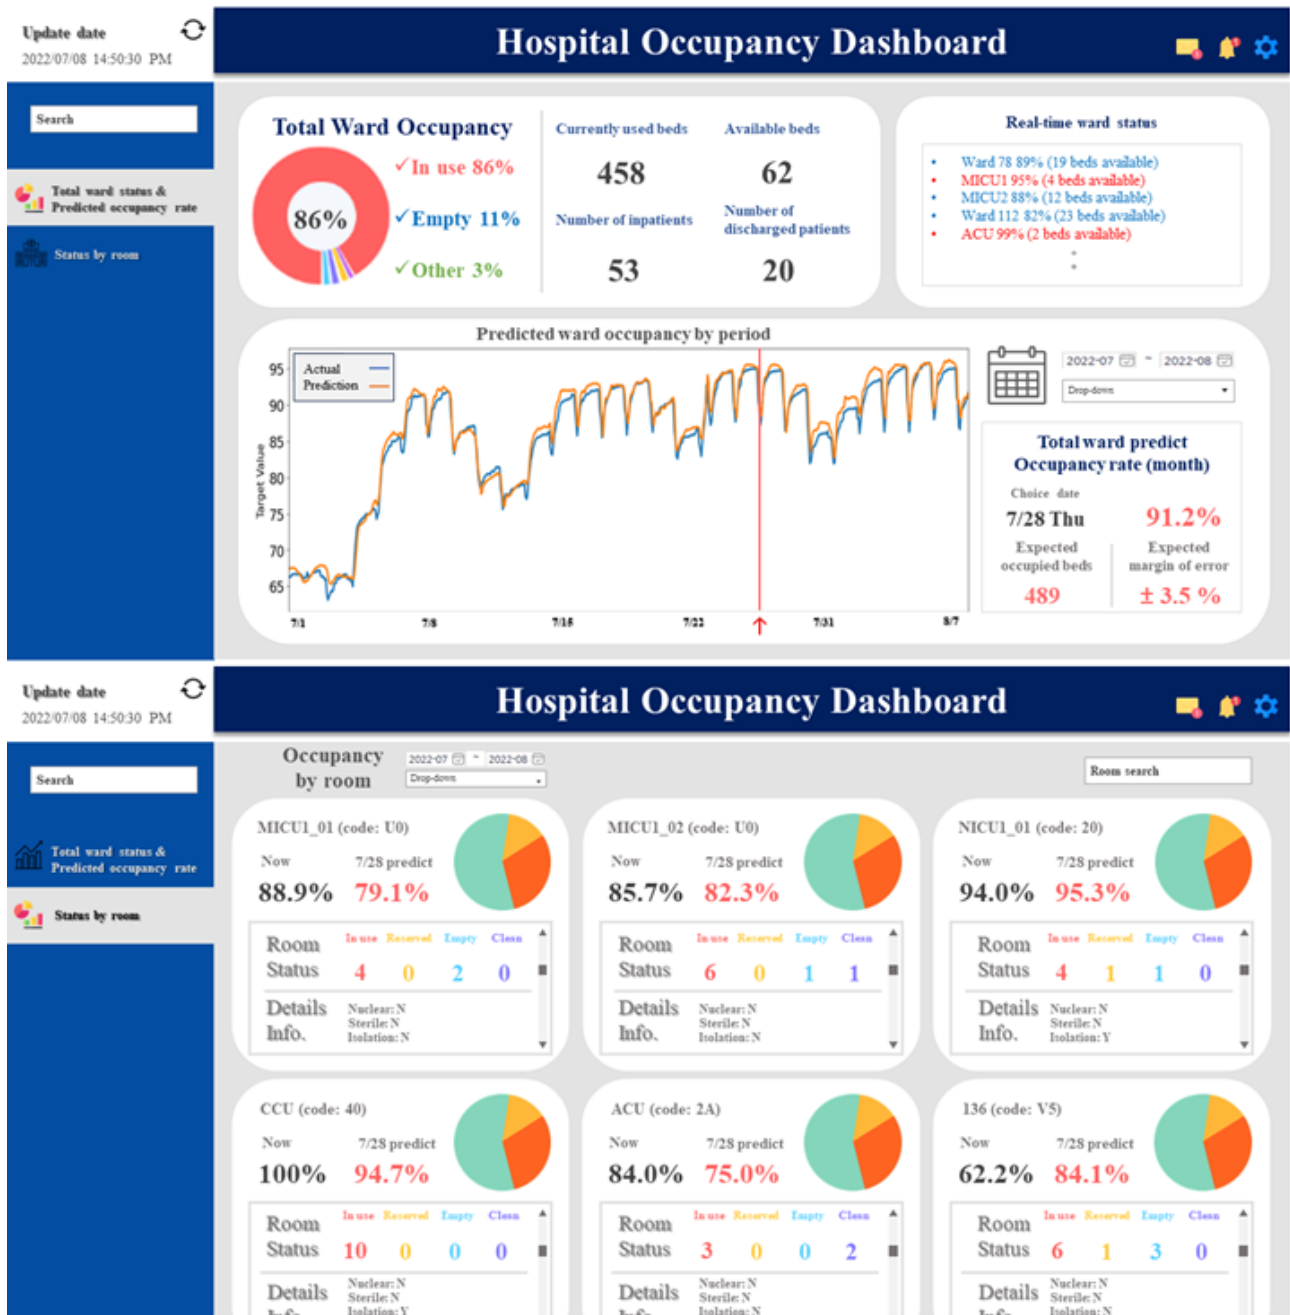 Update date
2022/07/08 14:50:30 PM
Hospital Occupancy Dashboard
Search
Total ward status &
Predicted occupancy rate
Status by room
Total Ward Occupancy
86%
✓In use 86%
✓Empty 11%
✓Other 3%
Currently used beds
458
Available beds
62
Number of inpatients
53
Number of
discharged patients
20
Real-time ward status
• Ward 78 89% (19 beds available)
• MICU1 95% (4 beds available)
• MICU2 88% (12 beds available)
• Ward 112 82% (23 beds available)
• ACU 99% (2 beds available)
Predicted ward occupancy by period
Actual
Prediction
Target Value
95
90
85
80
75
70
65
7/1 7/8 7/15 7/22 7/31 8/7
2022-07 ~ 2022-08
Drop-down
Total ward predict
Occupancy rate (month)
Choice date
7/28 Thu 91.2%
Expected
occupied beds
489
Expected
margin of error
± 3.5 %
Update date
2022/07/08 14:50:30 PM
Hospital Occupancy Dashboard
Search
Total ward status &
Predicted occupancy rate
Status by room
Occupancy
by room
2022-07 ~ 2022-08
Drop-down
Room search
MICU1_01 (code: U0)
Now 7/28 predict
88.9% 79.1%
Room
Status
In use Reserved Empty Clean
4 0 2 0
Details
Info.
Nuclear: N
Sterile: N
Isolation: N
MICU1_02 (code: U0)
Now 7/28 predict
85.7% 82.3%
Room
Status
In use Reserved Empty Clean
6 0 1 1
Details
Info.
Nuclear: N
Sterile: N
Isolation: N
NICU1_01 (code: 20)
Now 7/28 predict
94.0% 95.3%
Room
Status
In use Reserved Empty Clean
4 1 1 0
Details
Info.
Nuclear: N
Sterile: N
Isolation: Y
CCU (code: 40)
Now 7/28 predict
100% 94.7%
Room
Status
In use Reserved Empty Clean
10 0 0 0
Details
Info.
Nuclear: N
Sterile: N
Isolation: Y
ACU (code: 2A)
Now 7/28 predict
84.0% 75.0%
Room
Status
In use Reserved Empty Clean
3 0 0 2
Details
Info.
Nuclear: N
Sterile: N
Isolation: N
136 (code: V5)
Now 7/28 predict
62.2% 84.1%
Room
Status
In use Reserved Empty Clean
6 1 3 0
Details
Info.
Nuclear: N
Sterile: N
Isolation: N